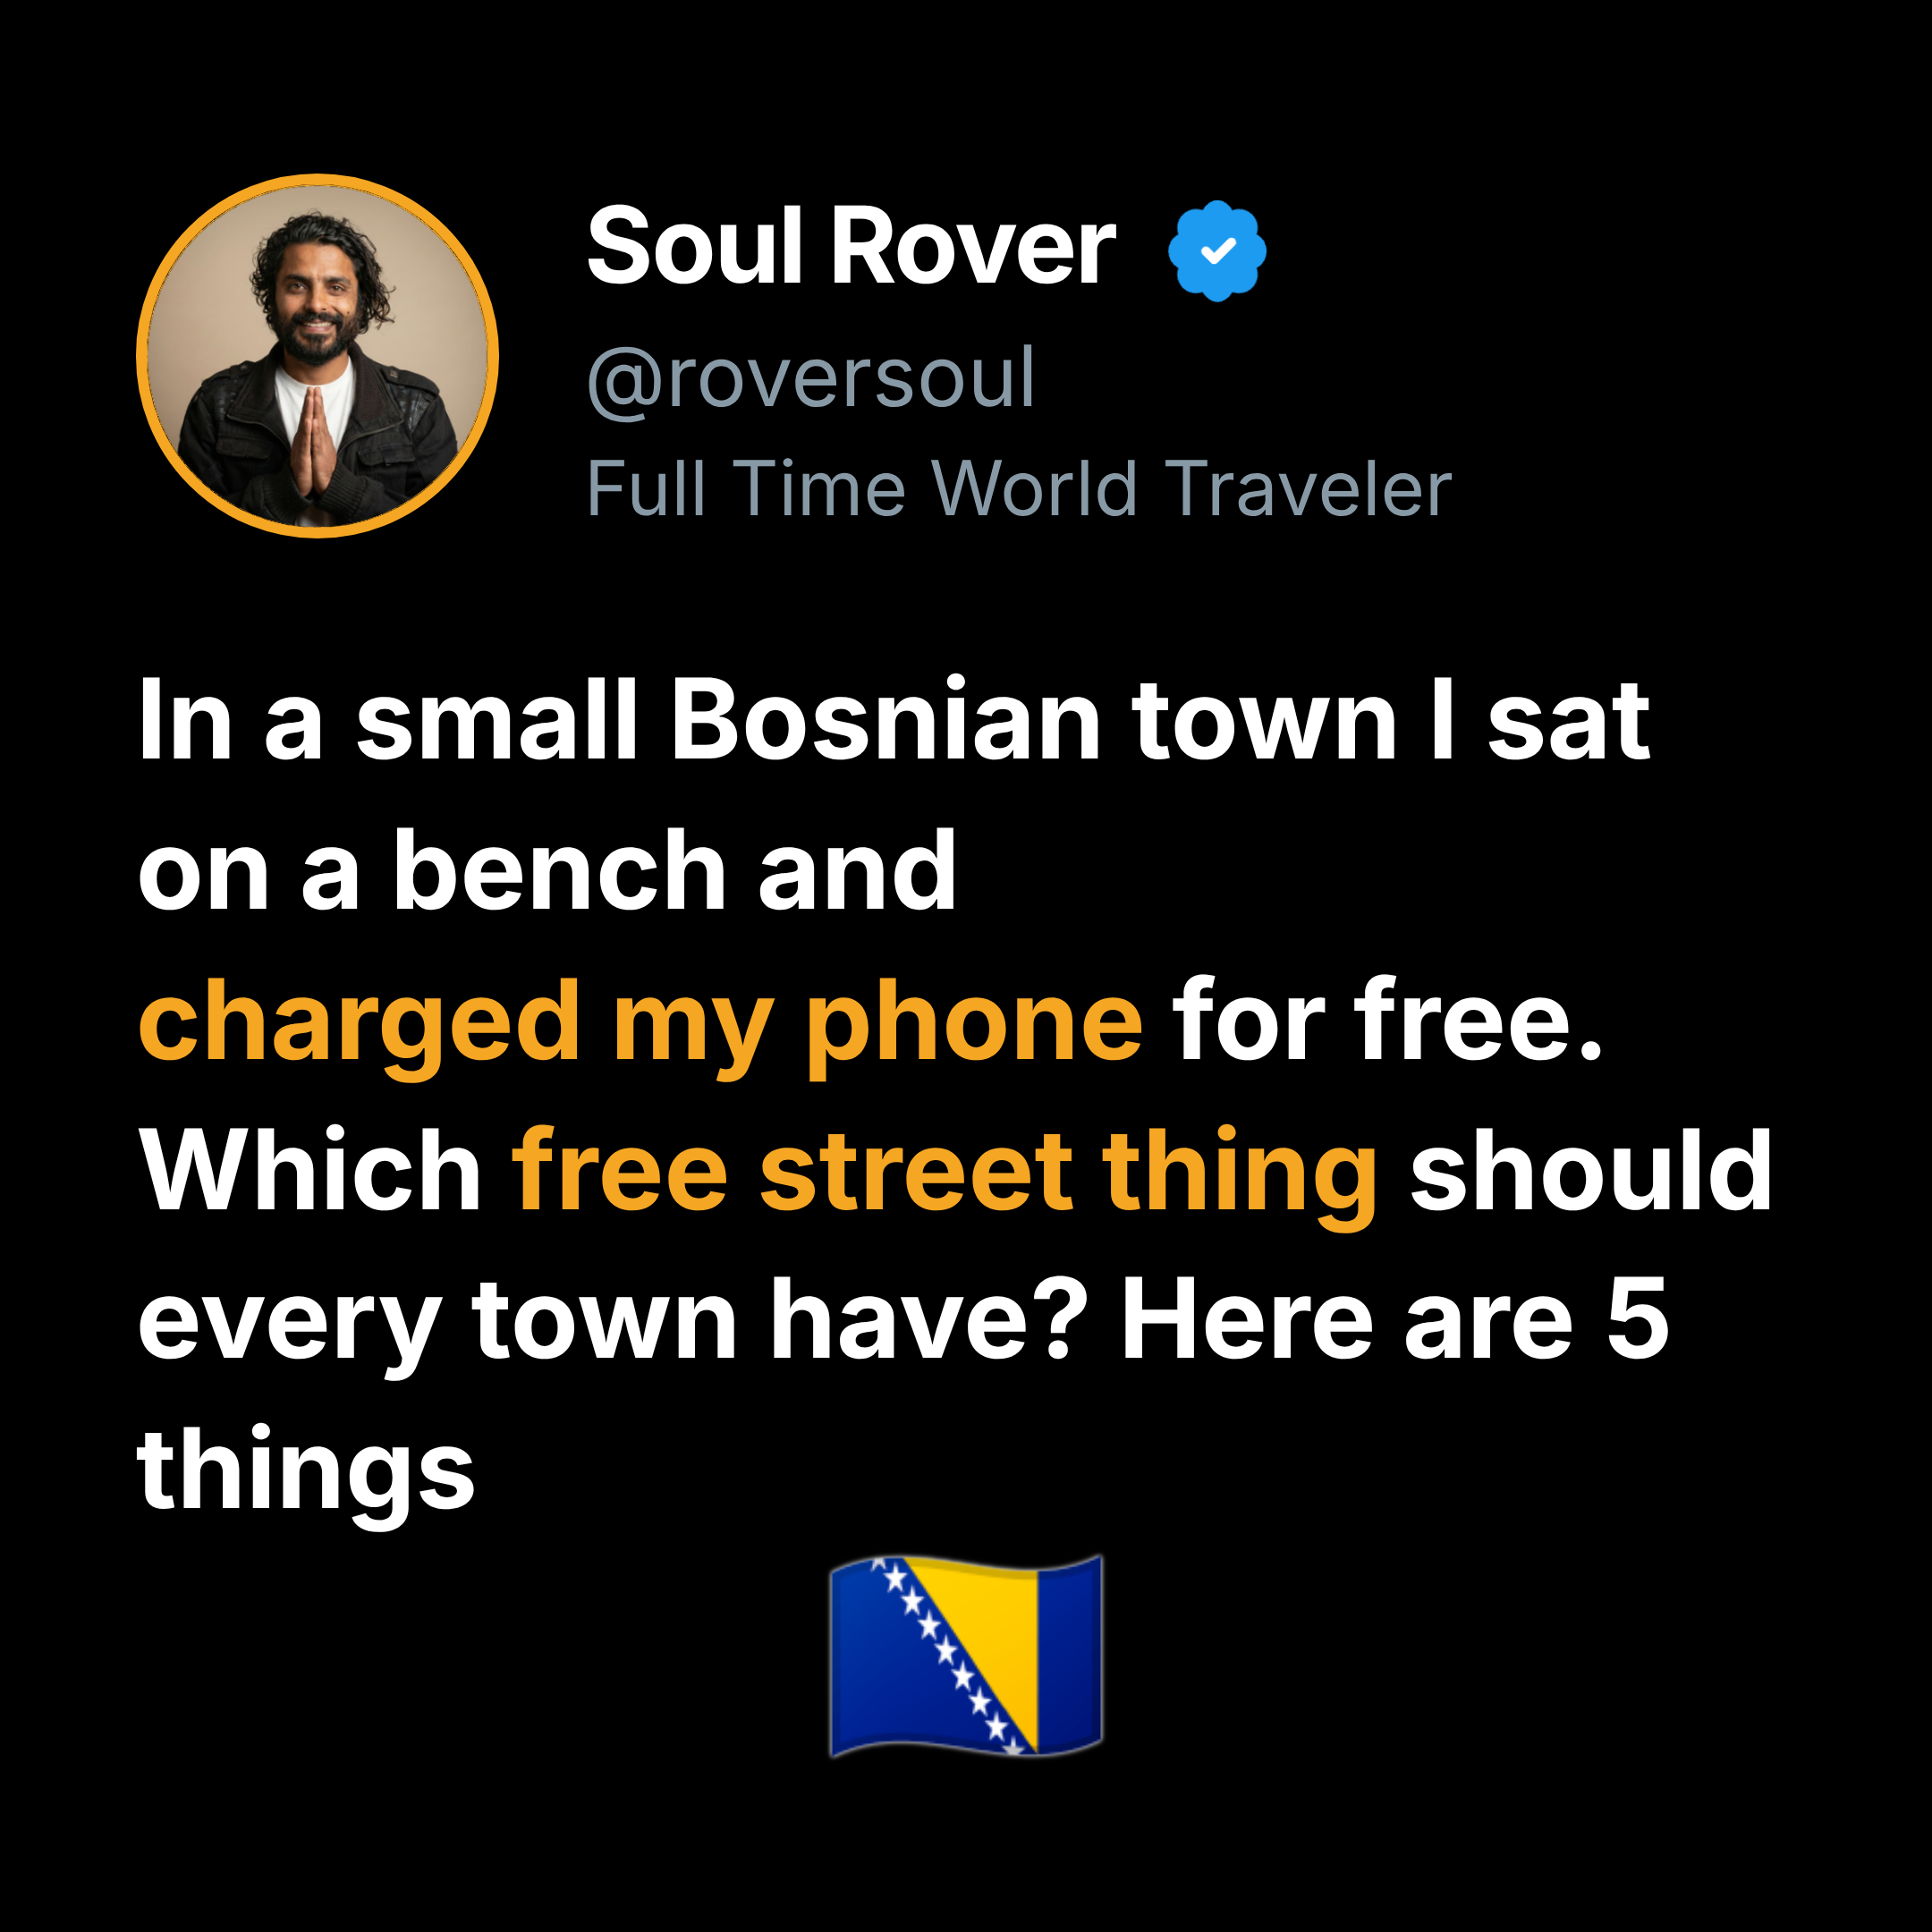 Soul Rover
@roversoul
Full Time World Traveler
In a small Bosnian town I sat
on a bench and
charged my phone for free.
Which free street thing should
every town have? Here are 5
things